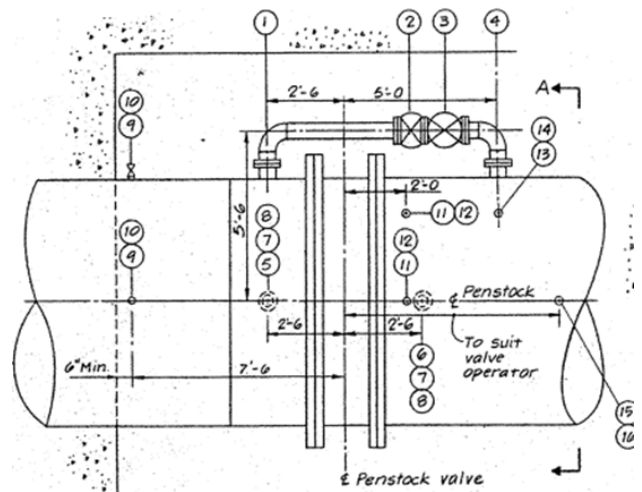 1 2 3 4
2'-6 5'-0
A
10
9
14
13
2'-0
11 12
5'-6
8
7
5
12
11
10
9
℄ Penstock
2'-6 2'-6
To suit
valve
operator
6" Min. 7'-6
6
7
8
15
16
℄ Penstock valve